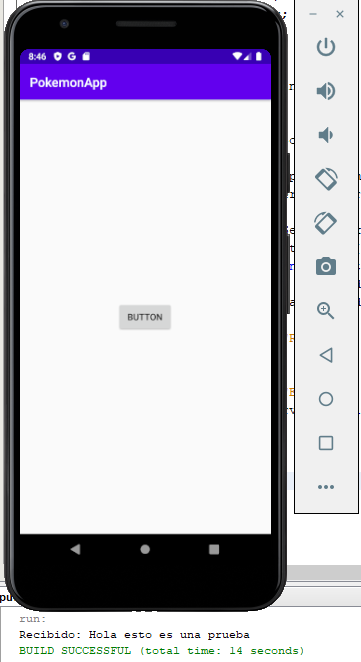 8:46
PokemonApp
BUTTON
run:
Recibido: Hola esto es una prueba
BUILD SUCCESSFUL (total time: 14 seconds)